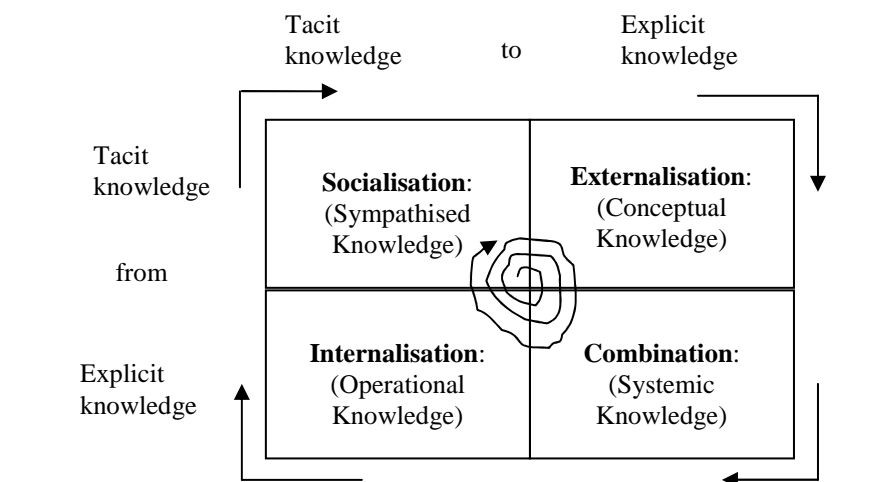 Tacit
knowledge
to
Explicit
knowledge
Tacit
knowledge
Socialisation:
(Sympathised
Knowledge)
Externalisation:
(Conceptual
Knowledge)
from
Explicit
knowledge
Internalisation:
(Operational
Knowledge)
Combination:
(Systemic
Knowledge)